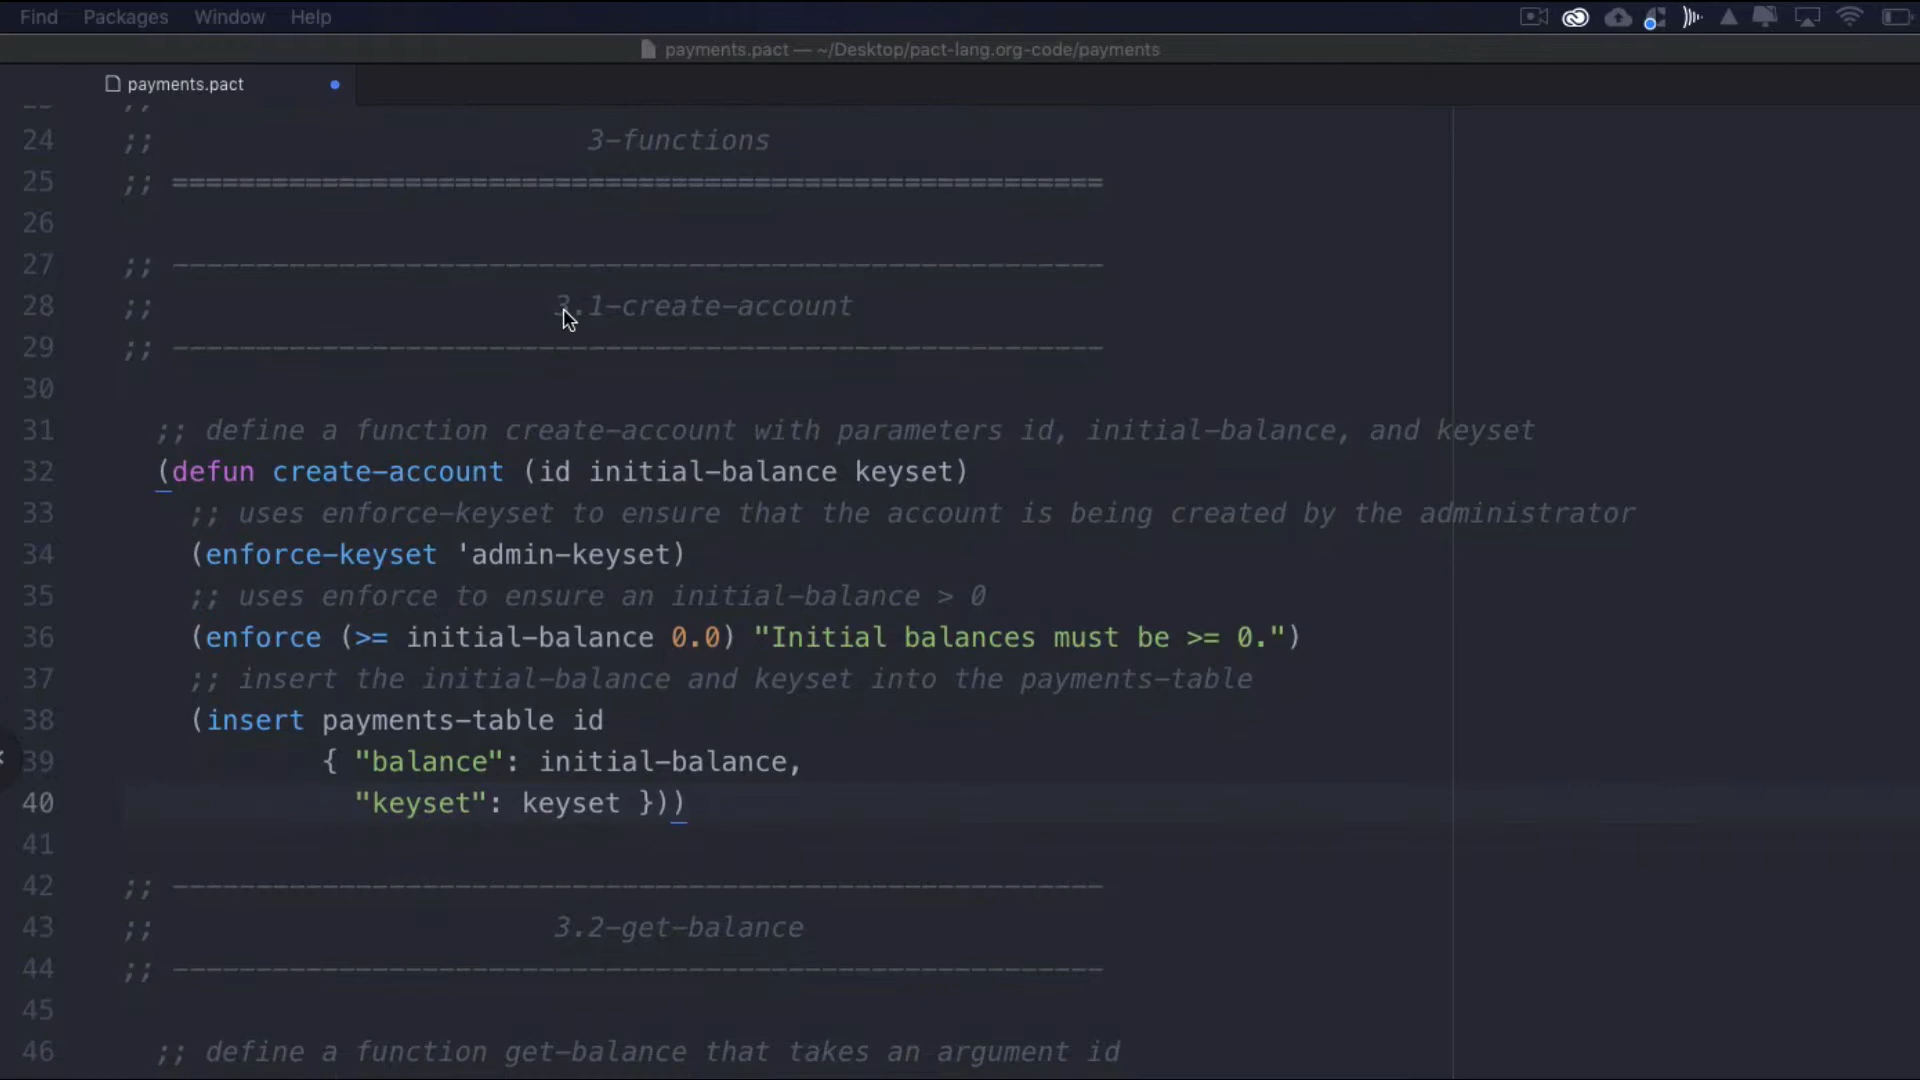 Find Packages Window Help
payments.pact — ~/Desktop/pact-lang.org-code/payments
payments.pact
24 ;; 3-functions
25 ;; ========================================================
26
27 ;; --------------------------------------------------------
28 ;; 3.1-create-account
29 ;; --------------------------------------------------------
30
31 ;; define a function create-account with parameters id, initial-balance, and keyset
32 (defun create-account (id initial-balance keyset)
33 ;; uses enforce-keyset to ensure that the account is being created by the administrator
34 (enforce-keyset 'admin-keyset)
35 ;; uses enforce to ensure an initial-balance > 0
36 (enforce (>= initial-balance 0.0) "Initial balances must be >= 0.")
37 ;; insert the initial-balance and keyset into the payments-table
38 (insert payments-table id
39 { "balance": initial-balance,
40 "keyset": keyset }))
41
42 ;; --------------------------------------------------------
43 ;; 3.2-get-balance
44 ;; --------------------------------------------------------
45
46 ;; define a function get-balance that takes an argument id